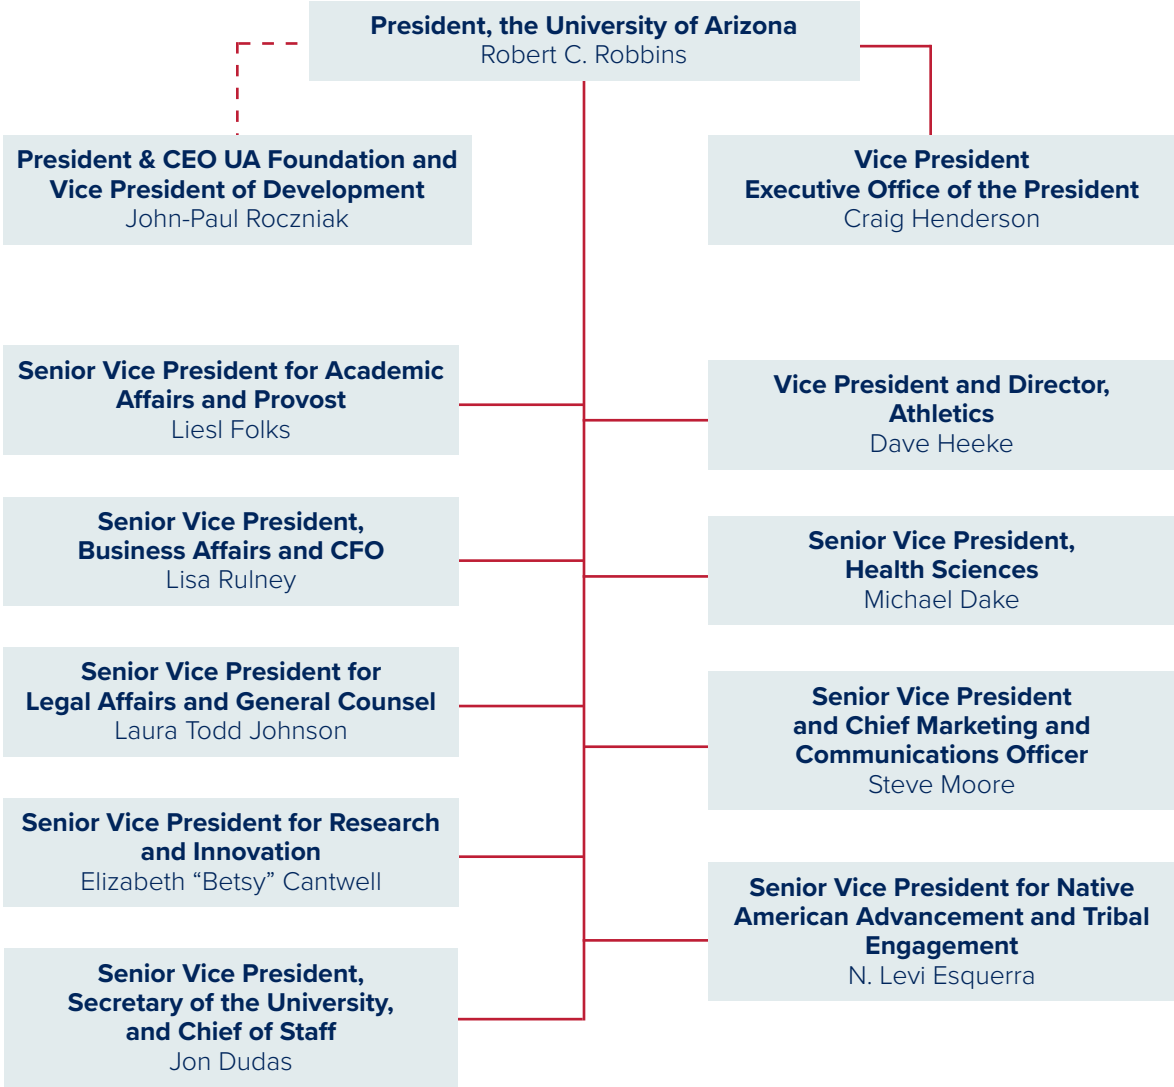 President, the University of Arizona
Robert C. Robbins
President & CEO UA Foundation and
Vice President of Development
John-Paul Roczniak
Vice President
Executive Office of the President
Craig Henderson
Senior Vice President for Academic
Affairs and Provost
Liesl Folks
Vice President and Director,
Athletics
Dave Heeke
Senior Vice President,
Business Affairs and CFO
Lisa Rulney
Senior Vice President,
Health Sciences
Michael Dake
Senior Vice President for
Legal Affairs and General Counsel
Laura Todd Johnson
Senior Vice President
and Chief Marketing and
Communications Officer
Steve Moore
Senior Vice President for Research
and Innovation
Elizabeth “Betsy” Cantwell
Senior Vice President for Native
American Advancement and Tribal
Engagement
N. Levi Esquerra
Senior Vice President,
Secretary of the University,
and Chief of Staff
Jon Dudas